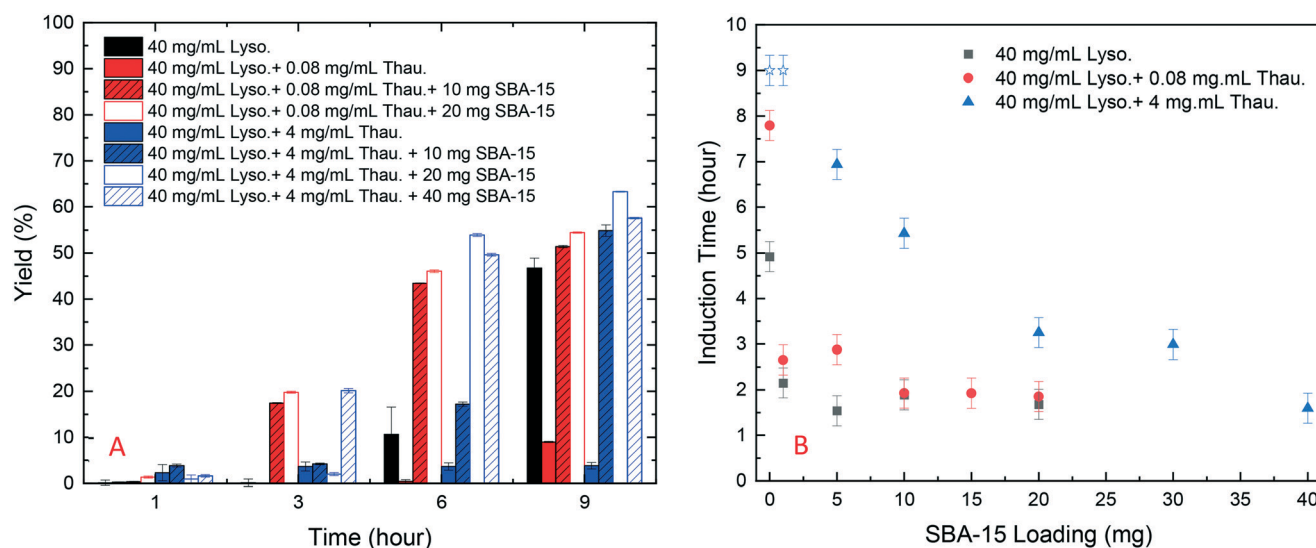 100
90
80
70
60
50
40
30
20
10
0
Yield (%)
40 mg/mL Lyso.
40 mg/mL Lyso.+ 0.08 mg/mL Thau.
40 mg/mL Lyso.+ 0.08 mg/mL Thau.+ 10 mg SBA-15
40 mg/mL Lyso.+ 0.08 mg/mL Thau.+ 20 mg SBA-15
40 mg/mL Lyso.+ 4 mg/mL Thau.
40 mg/mL Lyso.+ 4 mg/mL Thau. + 10 mg SBA-15
40 mg/mL Lyso.+ 4 mg/mL Thau. + 20 mg SBA-15
40 mg/mL Lyso.+ 4 mg/mL Thau. + 40 mg SBA-15
A
1 3 6 9
Time (hour)
10
9
8
7
6
5
4
3
2
1
0
Induction Time (hour)
40 mg/mL Lyso.
40 mg/mL Lyso.+ 0.08 mg.mL Thau.
40 mg/mL Lyso.+ 4 mg.mL Thau.
B
0 5 10 15 20 25 30 35 40
SBA-15 Loading (mg)